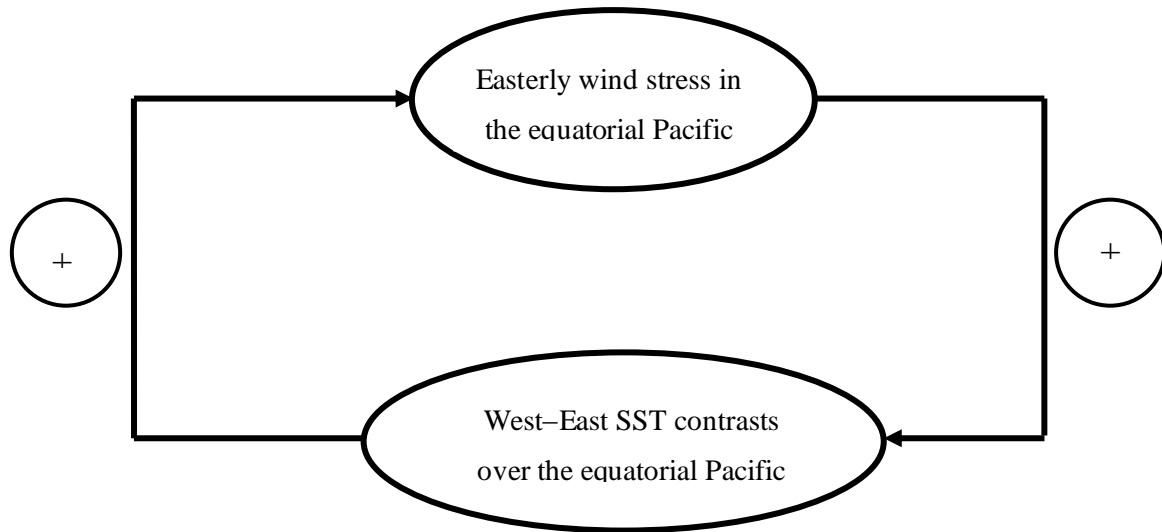 Easterly wind stress in
the equatorial Pacific
+
+
West–East SST contrasts
over the equatorial Pacific